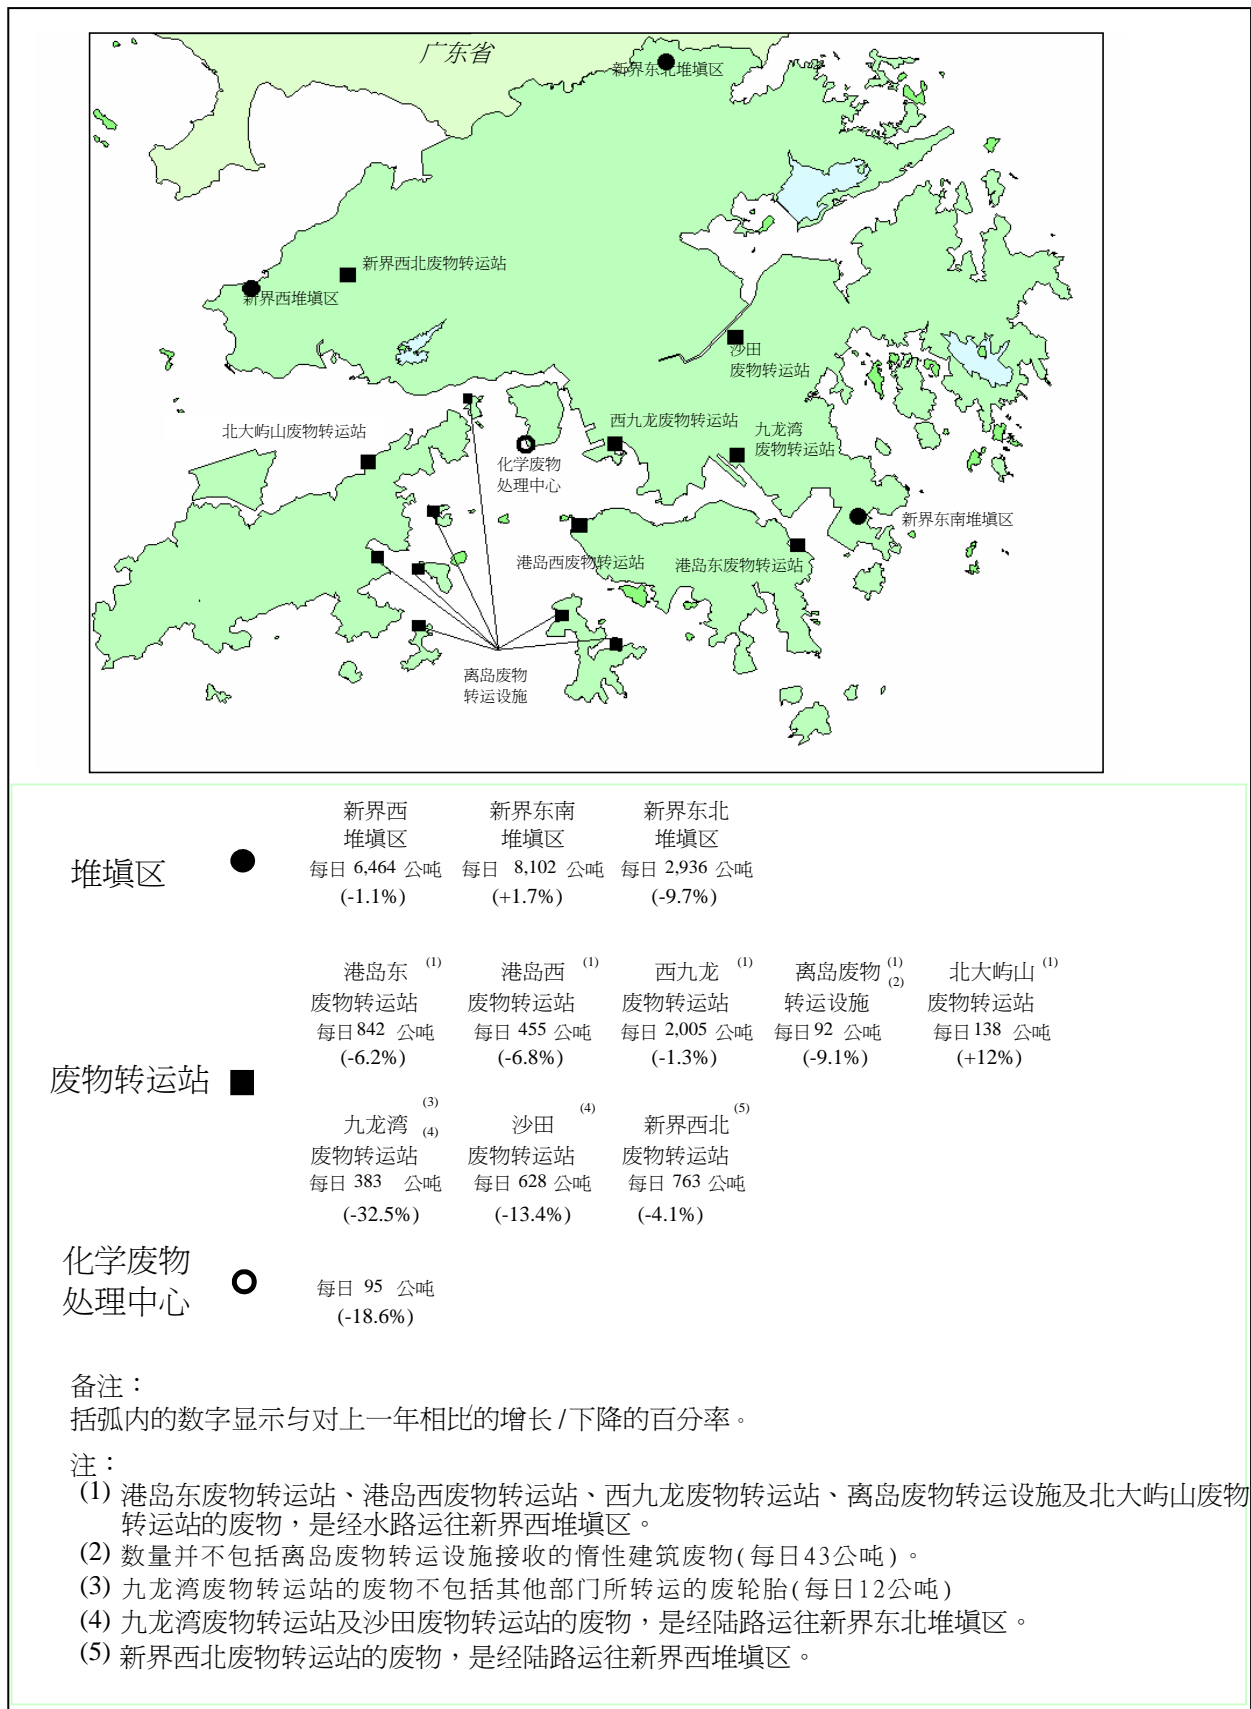 广东省
新界东北堆填区
新界西北废物转运站
新界西堆填区
沙田
废物转运站
北大屿山废物转运站
西九龙废物转运站
九龙湾
废物转运站
化学废物
处理中心
新界东南堆填区
港岛西废物转运站
港岛东废物转运站
离岛废物
转运设施
新界西 新界东南 新界东北
堆填区 堆填区 堆填区
堆填区 每日 6,464 公吨 每日 8,102 公吨 每日 2,936 公吨
(-1.1%) (+1.7%) (-9.7%)
港岛东 (1) 港岛西 (1) 西九龙 (1) 离岛废物 (1) (2) 北大屿山 (1)
废物转运站 废物转运站 废物转运站 转运设施 废物转运站
每日 842 公吨 每日 455 公吨 每日 2,005 公吨 每日 92 公吨 每日 138 公吨
(-6.2%) (-6.8%) (-1.3%) (-9.1%) (+12%)
废物转运站
九龙湾 (3) (4) 沙田 (4) 新界西北 (5)
废物转运站 废物转运站 废物转运站
每日 383 公吨 每日 628 公吨 每日 763 公吨
(-32.5%) (-13.4%) (-4.1%)
化学废物
处理中心
每日 95 公吨
(-18.6%)
备注：
括弧内的数字显示与对上一年相比的增长/下降的百分率。
注：
(1) 港岛东废物转运站、港岛西废物转运站、西九龙废物转运站、离岛废物转运设施及北大屿山废物
转运站的废物，是经水路运往新界西堆填区。
(2) 数量并不包括离岛废物转运设施接收的惰性建筑废物(每日43公吨)。
(3) 九龙湾废物转运站的废物不包括其他部门所转运的废轮胎(每日12公吨)
(4) 九龙湾废物转运站及沙田废物转运站的废物，是经陆路运往新界东北堆填区。
(5) 新界西北废物转运站的废物，是经陆路运往新界西堆填区。